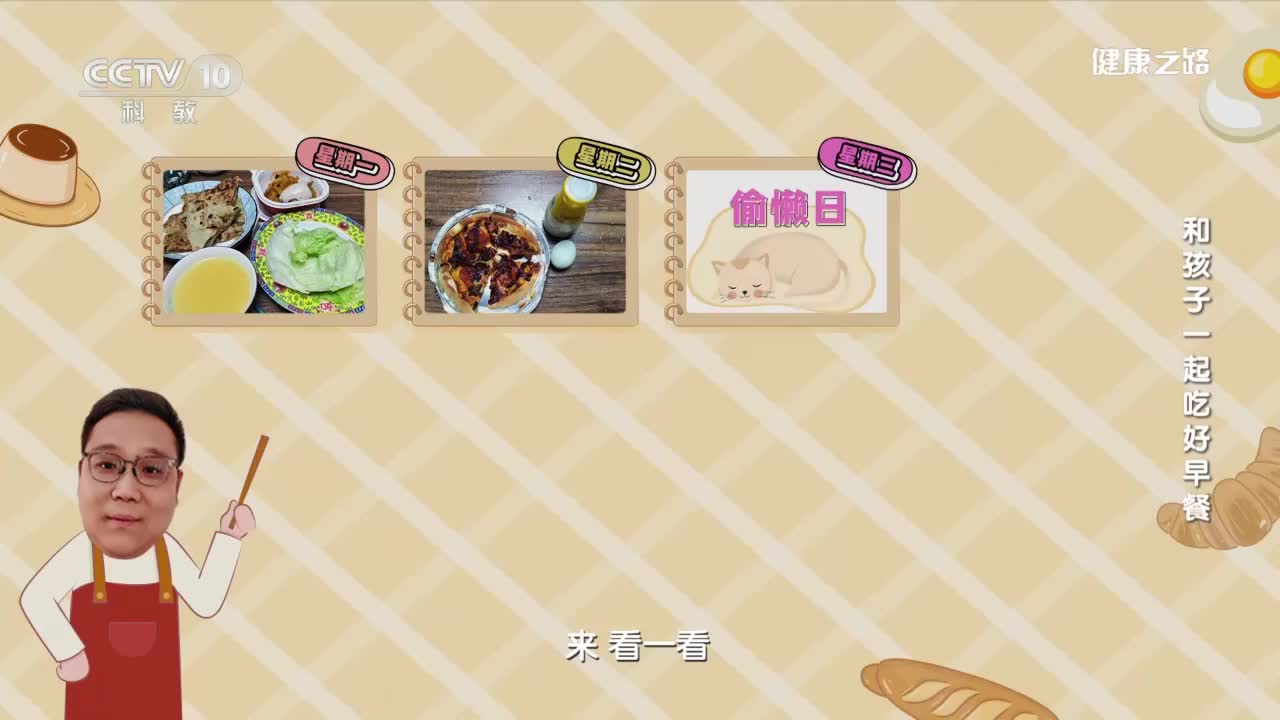 CCTV 10
科教
健康之路
星期一
星期二
星期三
偷懒日
和孩子一起吃好早餐
来 看一看